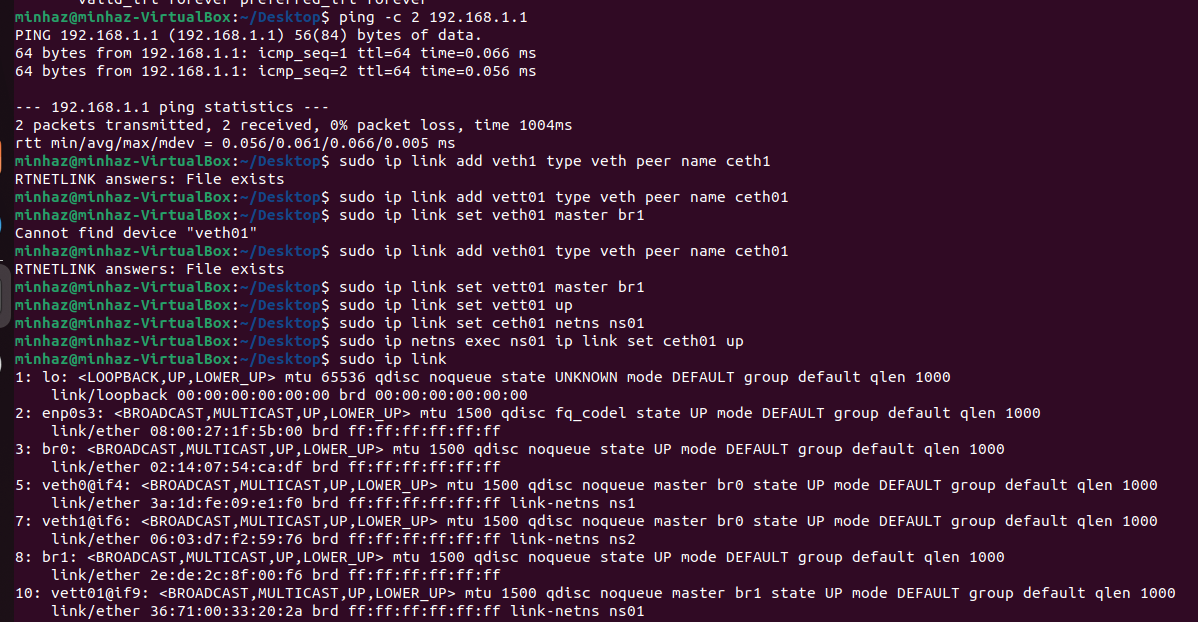 valid_lft forever preferred_lft forever
minhaz@minhaz-VirtualBox:~/Desktop$ ping -c 2 192.168.1.1
PING 192.168.1.1 (192.168.1.1) 56(84) bytes of data.
64 bytes from 192.168.1.1: icmp_seq=1 ttl=64 time=0.066 ms
64 bytes from 192.168.1.1: icmp_seq=2 ttl=64 time=0.056 ms
--- 192.168.1.1 ping statistics ---
2 packets transmitted, 2 received, 0% packet loss, time 1004ms
rtt min/avg/max/mdev = 0.056/0.061/0.066/0.005 ms
minhaz@minhaz-VirtualBox:~/Desktop$ sudo ip link add veth1 type veth peer name ceth1
RTNETLINK answers: File exists
minhaz@minhaz-VirtualBox:~/Desktop$ sudo ip link add vett01 type veth peer name ceth01
minhaz@minhaz-VirtualBox:~/Desktop$ sudo ip link set veth01 master br1
Cannot find device "veth01"
minhaz@minhaz-VirtualBox:~/Desktop$ sudo ip link add veth01 type veth peer name ceth01
RTNETLINK answers: File exists
minhaz@minhaz-VirtualBox:~/Desktop$ sudo ip link set vett01 master br1
minhaz@minhaz-VirtualBox:~/Desktop$ sudo ip link set vett01 up
minhaz@minhaz-VirtualBox:~/Desktop$ sudo ip link set ceth01 netns ns01
minhaz@minhaz-VirtualBox:~/Desktop$ sudo ip netns exec ns01 ip link set ceth01 up
minhaz@minhaz-VirtualBox:~/Desktop$ sudo ip link
1: lo: <LOOPBACK,UP,LOWER_UP> mtu 65536 qdisc noqueue state UNKNOWN mode DEFAULT group default qlen 1000
link/loopback 00:00:00:00:00:00 brd 00:00:00:00:00:00
2: enp0s3: <BROADCAST,MULTICAST,UP,LOWER_UP> mtu 1500 qdisc fq_codel state UP mode DEFAULT group default qlen 1000
link/ether 08:00:27:1f:5b:00 brd ff:ff:ff:ff:ff:ff
3: br0: <BROADCAST,MULTICAST,UP,LOWER_UP> mtu 1500 qdisc noqueue state UP mode DEFAULT group default qlen 1000
link/ether 02:14:07:54:ca:df brd ff:ff:ff:ff:ff:ff
5: veth0@if4: <BROADCAST,MULTICAST,UP,LOWER_UP> mtu 1500 qdisc noqueue master br0 state UP mode DEFAULT group default qlen 1000
link/ether 3a:1d:fe:09:e1:f0 brd ff:ff:ff:ff:ff:ff link-netns ns1
7: veth1@if6: <BROADCAST,MULTICAST,UP,LOWER_UP> mtu 1500 qdisc noqueue master br0 state UP mode DEFAULT group default qlen 1000
link/ether 06:03:d7:f2:59:76 brd ff:ff:ff:ff:ff:ff link-netns ns2
8: br1: <BROADCAST,MULTICAST,UP,LOWER_UP> mtu 1500 qdisc noqueue state UP mode DEFAULT group default qlen 1000
link/ether 2e:de:2c:8f:00:f6 brd ff:ff:ff:ff:ff:ff
10: vett01@if9: <BROADCAST,MULTICAST,UP,LOWER_UP> mtu 1500 qdisc noqueue master br1 state UP mode DEFAULT group default qlen 1000
link/ether 36:71:00:33:20:2a brd ff:ff:ff:ff:ff:ff link-netns ns01